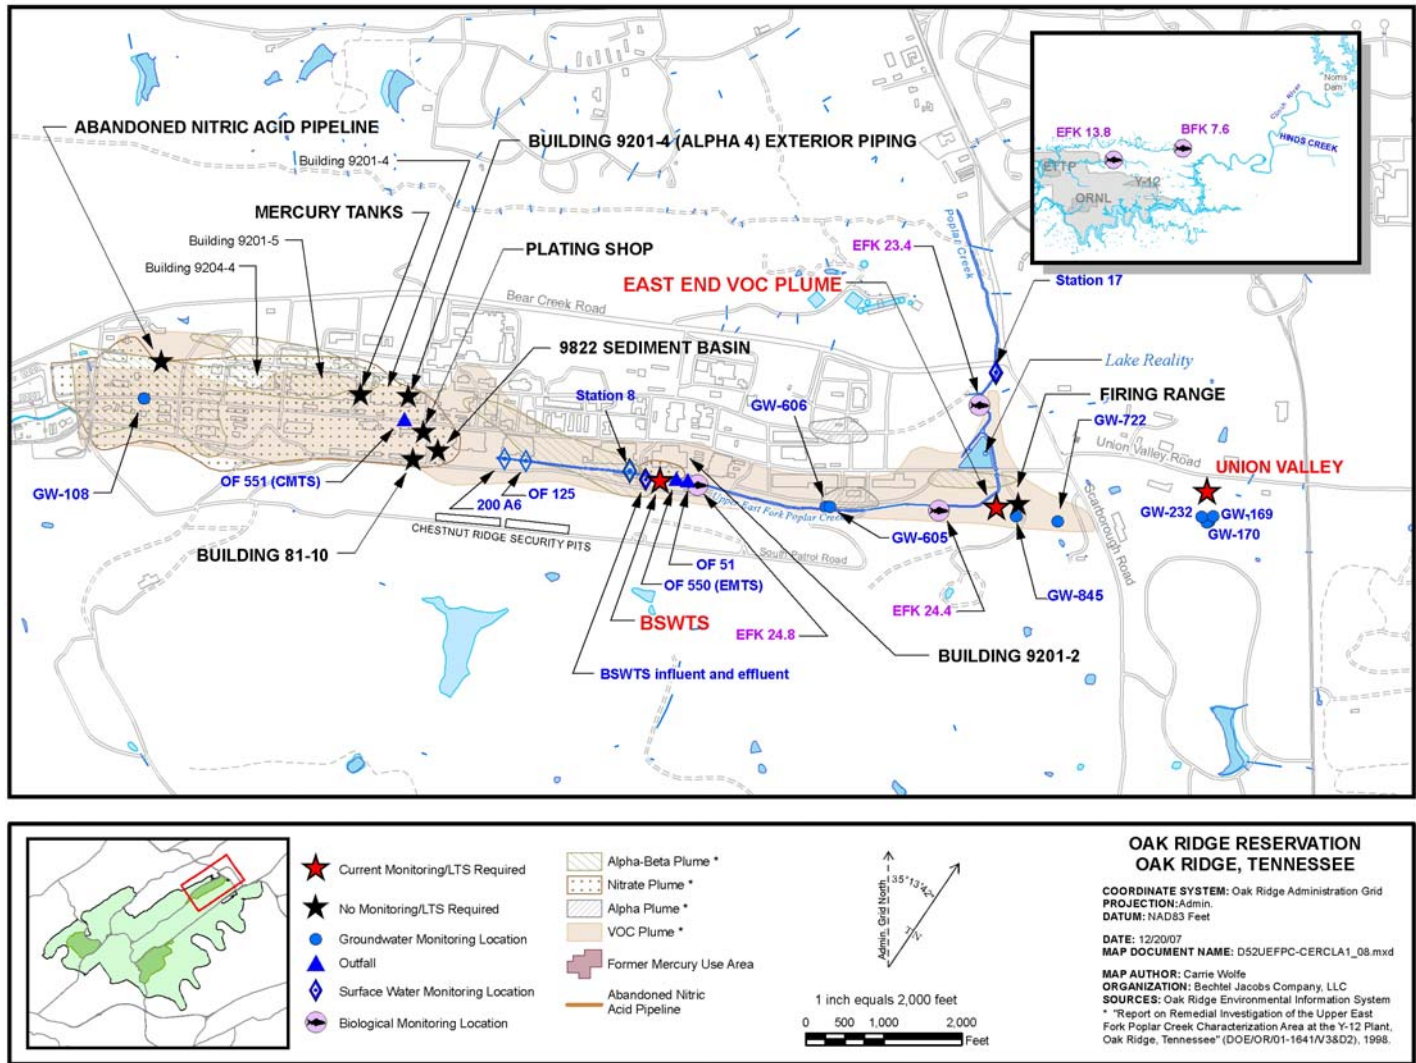 ABANDONED NITRIC ACID PIPELINE
Building 9201-4
BUILDING 9201-4 (ALPHA 4) EXTERIOR PIPING
MERCURY TANKS
Building 9201-5
PLATING SHOP
Building 9204-4
Bear Creek Road
9822 SEDIMENT BASIN
EAST END VOC PLUME
EFK 23.4
Poplar Creek
Station 17
Lake Reality
FIRING RANGE
GW-722
Union Valley Road
UNION VALLEY
Station 8
GW-606
GW-108
OF 551 (CMTS)
200 A6
OF 125
CHESTNUT RIDGE SECURITY PITS
BUILDING 81-10
Upper East Fork Poplar Creek
South Patrol Road
GW-605
OF 51
OF 550 (EMTS)
BSWTS
EFK 24.8
EFK 24.4
GW-845
Scarborough Road
GW-232
GW-169
GW-170
BUILDING 9201-2
BSWTS influent and effluent
EFK 13.8
BFK 7.6
Clinch River
Norris
Dam
HINDS CREEK
ETTP
Y-12
ORNL
Current Monitoring/LTS Required
No Monitoring/LTS Required
Groundwater Monitoring Location
Outfall
Surface Water Monitoring Location
Biological Monitoring Location
Alpha-Beta Plume *
Nitrate Plume *
Alpha Plume *
VOC Plume *
Former Mercury Use Area
Abandoned Nitric
Acid Pipeline
Admin. Grid North
35°13'42"
T.N.
1 inch equals 2,000 feet
0 500 1,000 2,000
Feet
OAK RIDGE RESERVATION
OAK RIDGE, TENNESSEE
COORDINATE SYSTEM: Oak Ridge Administration Grid
PROJECTION:Admin.
DATUM: NAD83 Feet
DATE: 12/20/07
MAP DOCUMENT NAME: D52UEFPC-CERCLA1_08.mxd
MAP AUTHOR: Carrie Wolfe
ORGANIZATION: Bechtel Jacobs Company, LLC
SOURCES: Oak Ridge Environmental Information System
* "Report on Remedial Investigation of the Upper East
Fork Poplar Creek Characterization Area at the Y-12 Plant,
Oak Ridge, Tennessee" (DOE/OR/01-1641/V3&D2), 1998.